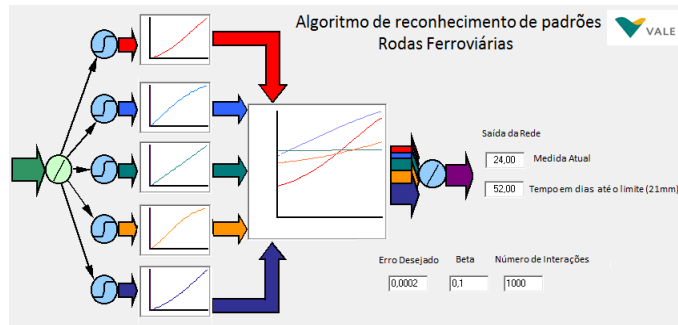 Algoritmo de reconhecimento de padrões
Rodas Ferroviárias
VALE
Saída da Rede
24,00 Medida Atual
52,00 Tempo em dias até o limite (21mm)
Erro Desejado Beta Número de Interações
0,0002 0,1 1000